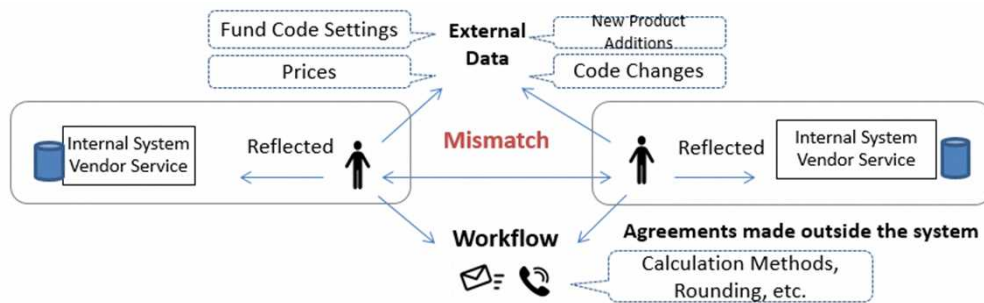 Fund Code Settings
External
Data
New Product
Additions
Prices
Code Changes
Internal System
Vendor Service
Reflected
Mismatch
Reflected
Internal System
Vendor Service
Workflow
Agreements made outside the system
Calculation Methods,
Rounding, etc.